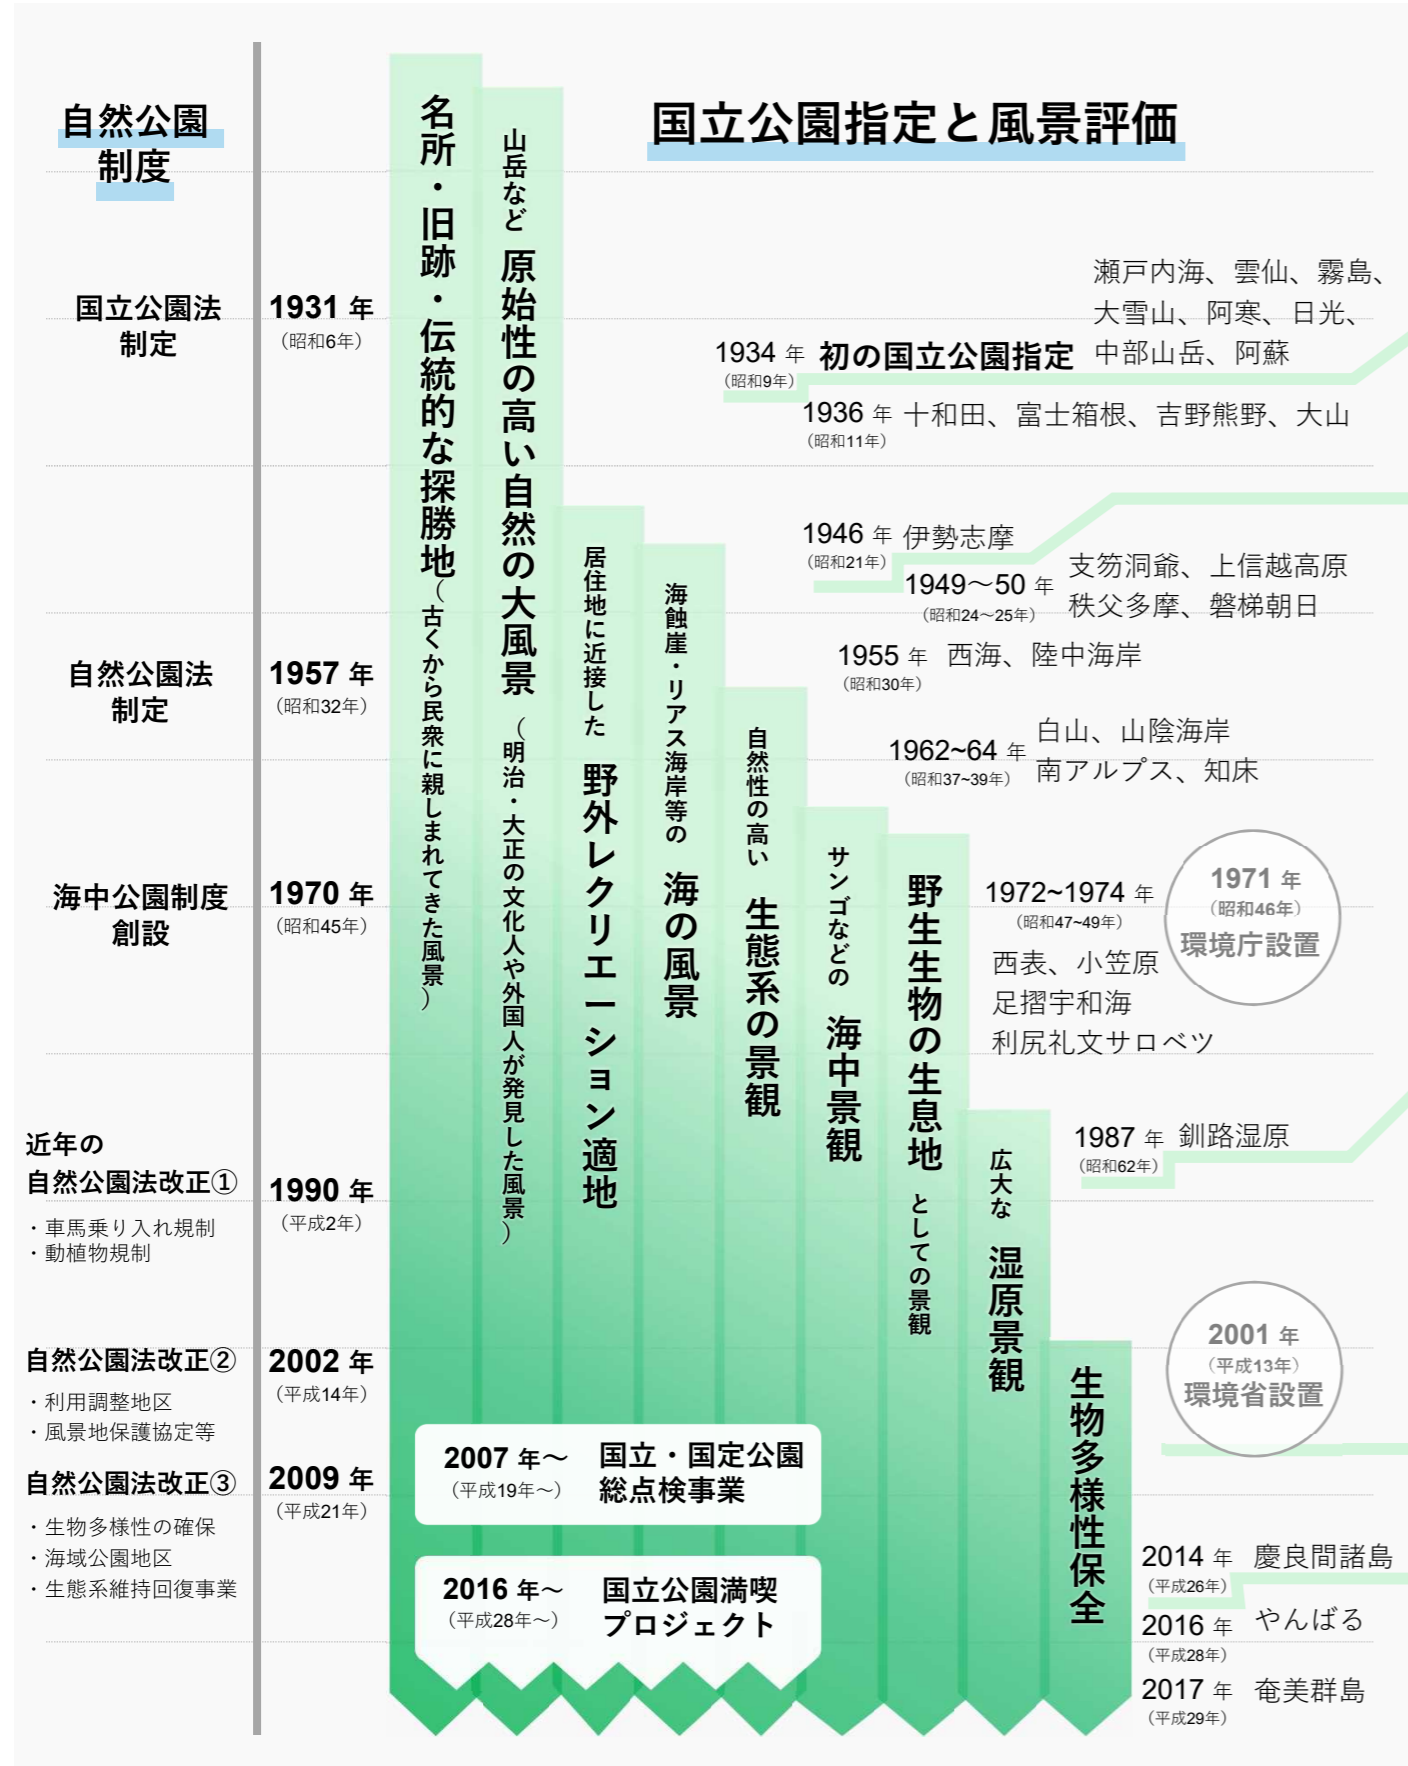 自然公園
制度
国立公園指定と風景評価
国立公園法
制定
1931 年
（昭和6年）
自然公園法
制定
1957 年
（昭和32年）
海中公園制度
創設
1970 年
（昭和45年）
近年の
自然公園法改正①
・車馬乗り入れ規制
・動植物規制
1990 年
（平成2年）
自然公園法改正②
・利用調整地区
・風景地保護協定等
2002 年
（平成14年）
自然公園法改正③
・生物多様性の確保
・海域公園地区
・生態系維持回復事業
2009 年
（平成21年）
名所・旧跡・伝統的な探勝地（古くから民衆に親しまれてきた風景）
山岳など 原始性の高い自然の大風景 （明治・大正の文化人や外国人が発見した風景）
居住地に近接した 野外レクリエーション適地
海蝕崖・リアス海岸等の 海の風景
自然性の高い 生態系の景観
サンゴなどの 海中景観
野生生物の生息地 としての景観
広大な 湿原景観
生物多様性保全
2007 年～
（平成19年～）
国立・国定公園
総点検事業
2016 年～
（平成28年～）
国立公園満喫
プロジェクト
1934 年
（昭和9年）
初の国立公園指定
瀬戸内海、雲仙、霧島、
大雪山、阿寒、日光、
中部山岳、阿蘇
1936 年 十和田、富士箱根、吉野熊野、大山
（昭和11年）
1946 年 伊勢志摩
（昭和21年）
1949～50 年
（昭和24～25年）
支笏洞爺、上信越高原
秩父多摩、磐梯朝日
1955 年 西海、陸中海岸
（昭和30年）
1962~64 年
（昭和37~39年）
白山、山陰海岸
南アルプス、知床
1972~1974 年
（昭和47~49年）
西表、小笠原
足摺宇和海
利尻礼文サロベツ
1971 年
（昭和46年）
環境庁設置
1987 年 釧路湿原
（昭和62年）
2001 年
（平成13年）
環境省設置
2014 年 慶良間諸島
（平成26年）
2016 年 やんばる
（平成28年）
2017 年 奄美群島
（平成29年）